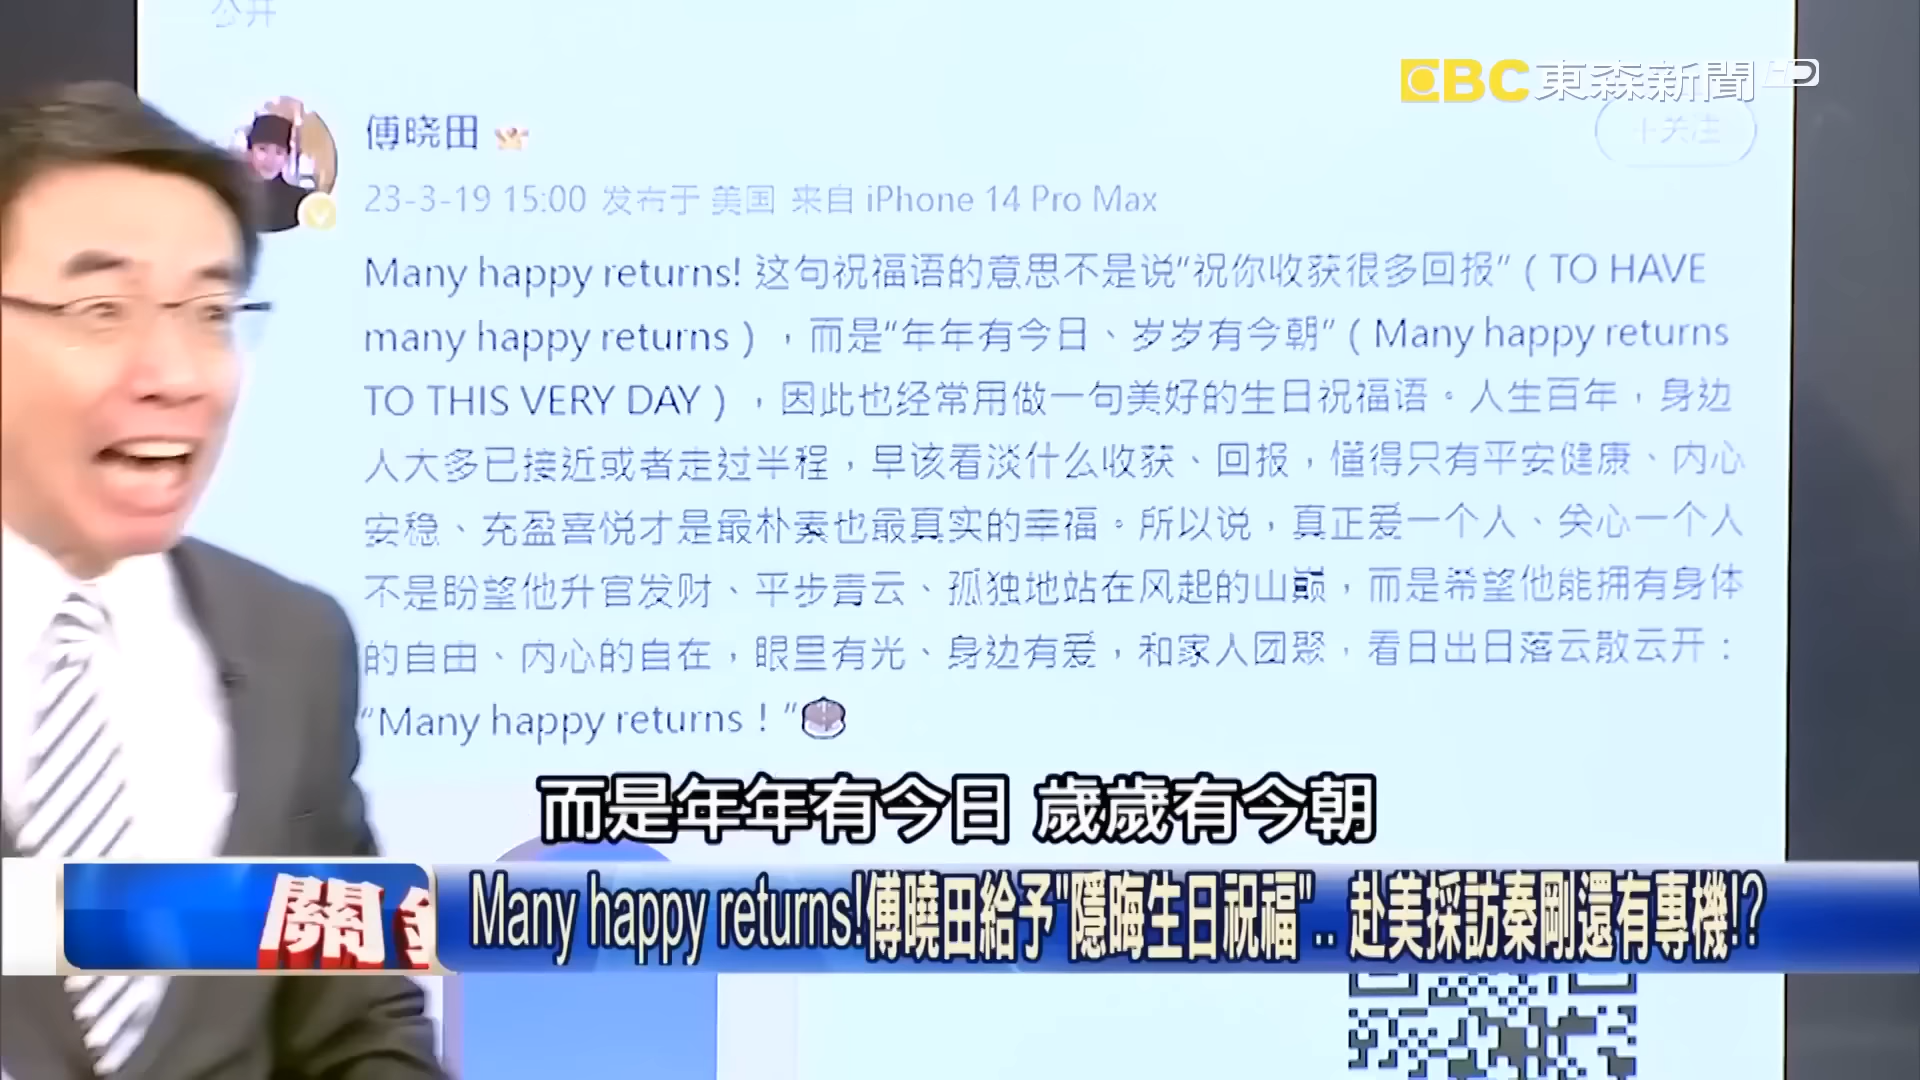 公开
EBC東森新聞HD
傅晓田
+关注
23-3-19 15:00 发布于 美国 来自 iPhone 14 Pro Max
Many happy returns! 这句祝福语的意思不是说“祝你收获很多回报”（TO HAVE
many happy returns），而是“年年有今日、岁岁有今朝”（Many happy returns
TO THIS VERY DAY），因此也经常用做一句美好的生日祝福语。人生百年，身边
人大多已接近或者走过半程，早该看淡什么收获、回报，懂得只有平安健康、内心
安稳、充盈喜悦才是最朴素也最真实的幸福。所以说，真正爱一个人、关心一个人
不是盼望他升官发财、平步青云、孤独地站在风起的山巅，而是希望他能拥有身体
的自由、内心的自在，眼里有光、身边有爱，和家人团聚，看日出日落云散云开：
“Many happy returns！”
而是年年有今日 歲歲有今朝
關
Many happy returns!傅曉田給予"隱晦生日祝福".. 赴美採訪秦剛還有專機!?